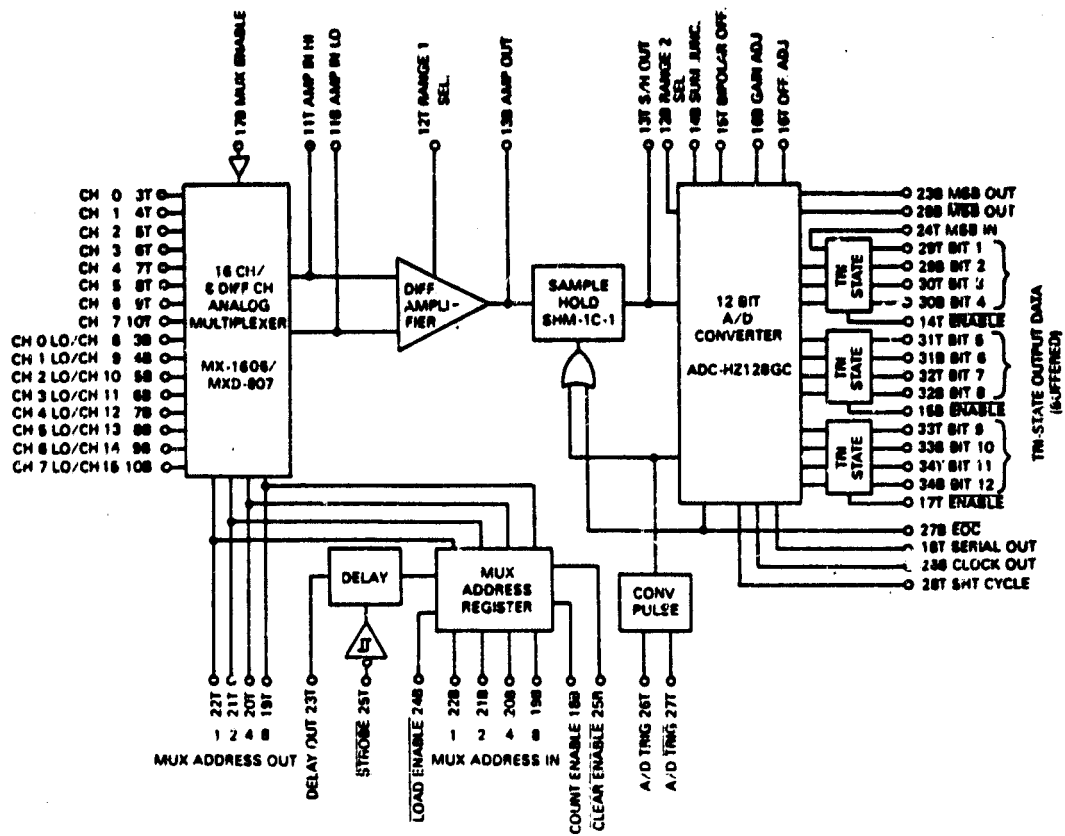 17B MUX ENABLE
11T AMP IN HI
11B AMP IN LO
12T RANGE 1
SEL.
13B AMP OUT
13T S/H OUT
12B RANGE 2
SEL
14B SUM JUNC.
15T BIPOLAR OFF.
16B GAIN ADJ
16T OFF. ADJ
CH 0 3T
CH 1 4T
CH 2 5T
CH 3 6T
CH 4 7T
CH 5 8T
CH 6 9T
CH 7 10T
CH 0 LO/CH 8 3B
CH 1 LO/CH 9 4B
CH 2 LO/CH 10 5B
CH 3 LO/CH 11 6B
CH 4 LO/CH 12 7B
CH 5 LO/CH 13 8B
CH 6 LO/CH 14 9B
CH 7 LO/CH 15 10B
16 CH/
8 DIFF CH
ANALOG
MULTIPLEXER
MX-1606/
MXD-807
DIFF
AMPLI-
FIER
SAMPLE
HOLD
SHM-1C-1
12 BIT
A/D
CONVERTER
ADC-HZ12BGC
TRI
STATE
TRI
STATE
TRI
STATE
23B MSB OUT
28B MSB OUT
24T MSB IN
29T BIT 1
29B BIT 2
30T BIT 3
30B BIT 4
14T ENABLE
31T BIT 5
31B BIT 6
32T BIT 7
32B BIT 8
15B ENABLE
33T BIT 9
33B BIT 10
34T BIT 11
34B BIT 12
17T ENABLE
TRI-STATE OUTPUT DATA
(BUFFERED)
27B EOC
18T SERIAL OUT
CLOCK OUT
28T SHT CYCLE
DELAY
MUX
ADDRESS
REGISTER
CONV
PULSE
22T
21T
20T
19T
1 2 4 8
MUX ADDRESS OUT
DELAY OUT 23T
STROBE 25T
LOAD ENABLE 24B
22B
21B
20B
19B
1 2 4 8
MUX ADDRESS IN
COUNT ENABLE 18B
CLEAR ENABLE 25B
A/D TRIG 26T
A/D TRIG 27T